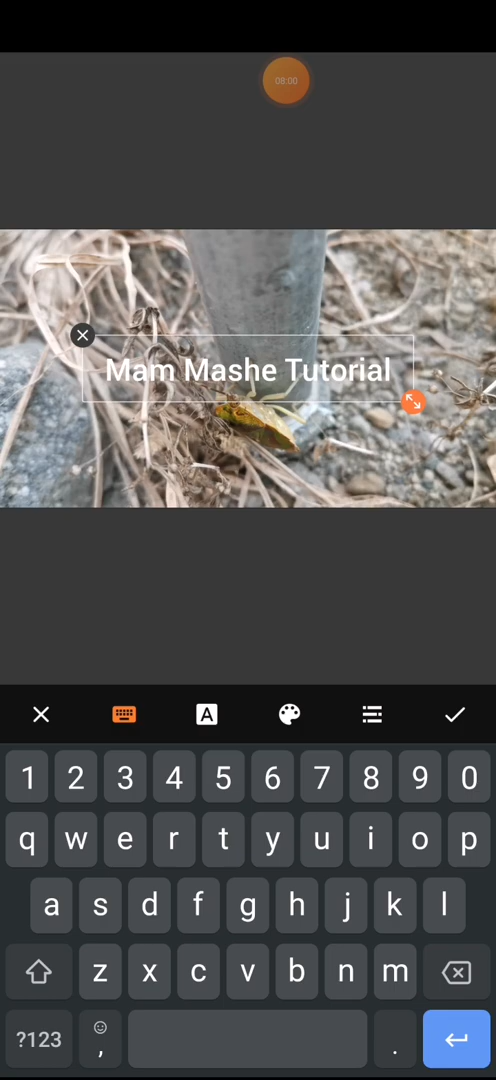 08:00
Mam Mashe Tutorial
A
1 2 3 4 5 6 7 8 9 0
q w e r t y u i o p
a s d f g h j k l
z x c v b n m
?123 , .